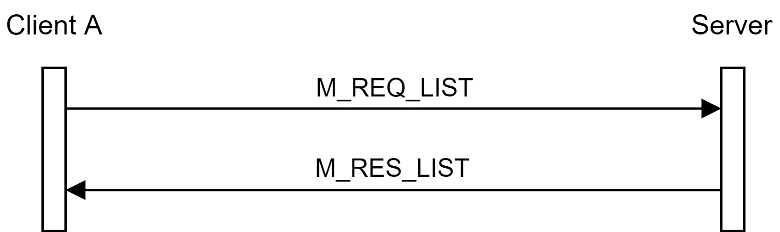 Client A
Server
M_REQ_LIST
M_RES_LIST